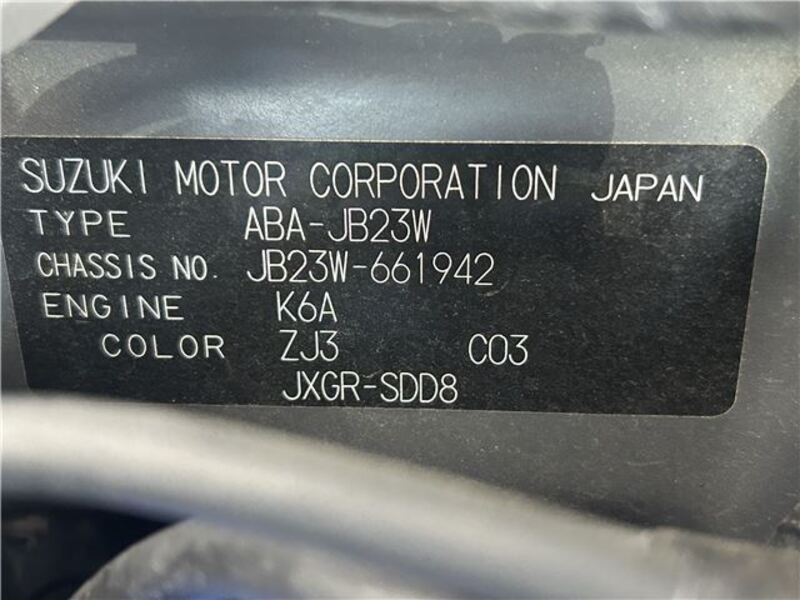 SUZUKI MOTOR CORPORATION JAPAN
TYPE ABA-JB23W
CHASSIS NO. JB23W-661942
ENGINE K6A
COLOR ZJ3 C03
JXGR-SDD8